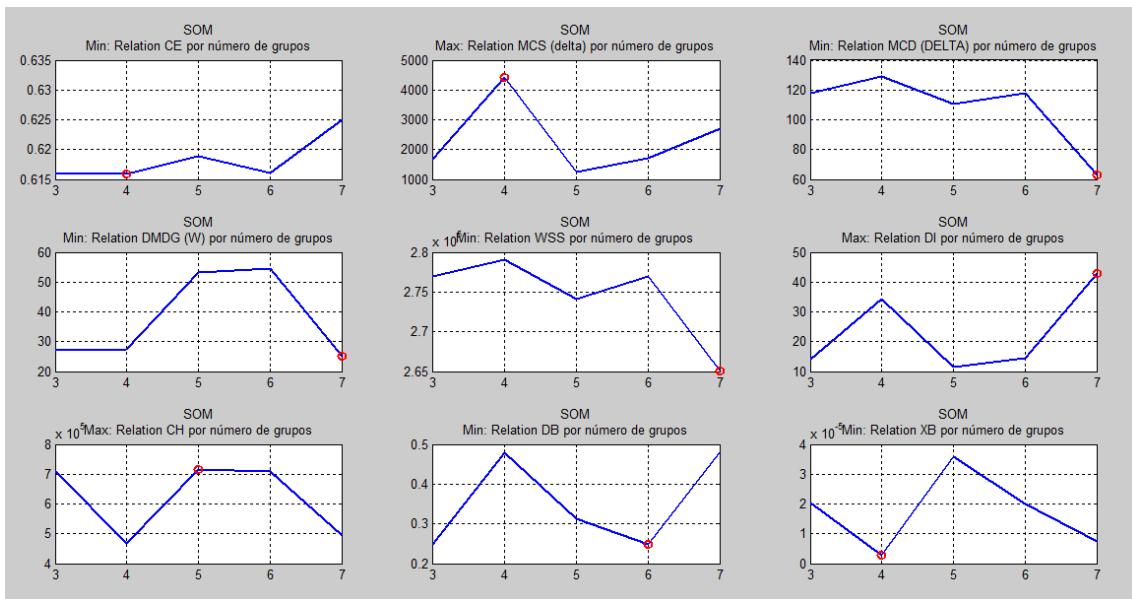 SOM
Min: Relation CE por número de grupos
0.635
0.63
0.625
0.62
0.615
3 4 5 6 7
SOM
Max: Relation MCS (delta) por número de grupos
5000
4000
3000
2000
1000
3 4 5 6 7
SOM
Min: Relation MCD (DELTA) por número de grupos
140
120
100
80
60
3 4 5 6 7
SOM
Min: Relation DMDG (W) por número de grupos
60
50
40
30
20
3 4 5 6 7
SOM
x 10 Min: Relation WSS por número de grupos
2.8
2.75
2.7
2.65
3 4 5 6 7
SOM
Max: Relation DI por número de grupos
50
40
30
20
10
3 4 5 6 7
SOM
x 10^5 Max: Relation CH por número de grupos
8
7
6
5
4
3 4 5 6 7
SOM
Min: Relation DB por número de grupos
0.5
0.4
0.3
0.2
3 4 5 6 7
SOM
x 10^-5 Min: Relation XB por número de grupos
4
3
2
1
0
3 4 5 6 7